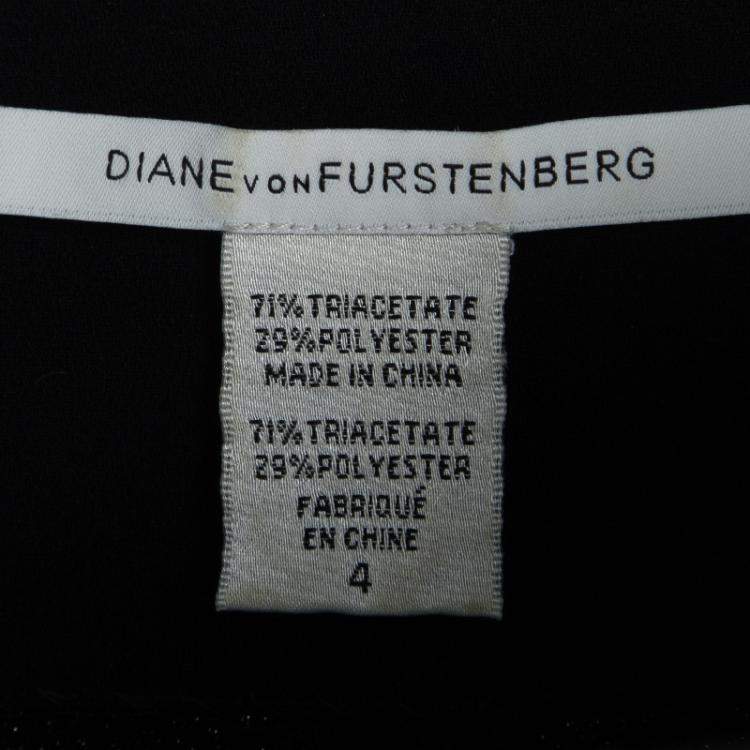 DIANE VON FURSTENBERG
71% TRIACETATE
29% POLYESTER
MADE IN CHINA
71% TRIACETATE
29% POLYESTER
FABRIQUÉ
EN CHINE
4